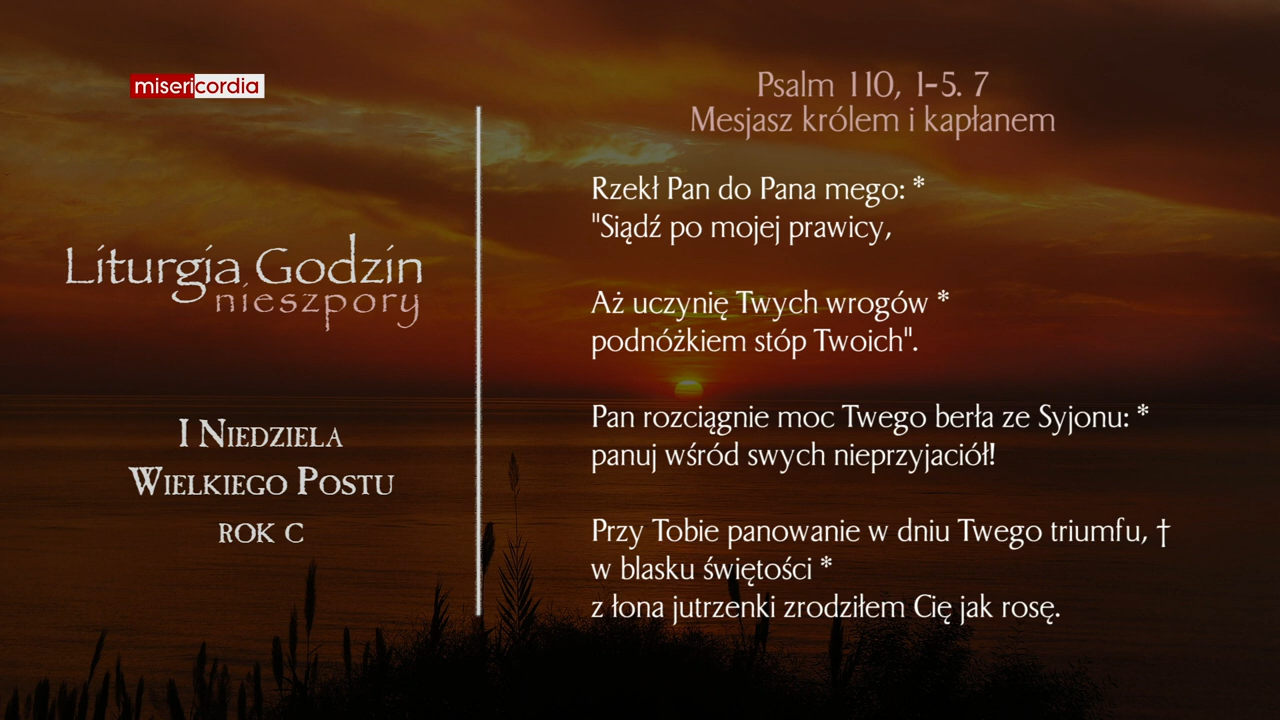 misericordia
Liturgia Godzin
nieszpory
I Niedziela
Wielkiego Postu
rok C
Psalm 110, 1-5. 7
Mesjasz królem i kapłanem
Rzekł Pan do Pana mego: *
"Siądź po mojej prawicy,
Aż uczynię Twych wrogów *
podnóżkiem stóp Twoich".
Pan rozciągnie moc Twego berła ze Syjonu: *
panuj wśród swych nieprzyjaciół!
Przy Tobie panowanie w dniu Twego triumfu, †
w blasku świętości *
z łona jutrzenki zrodziłem Cię jak rosę.